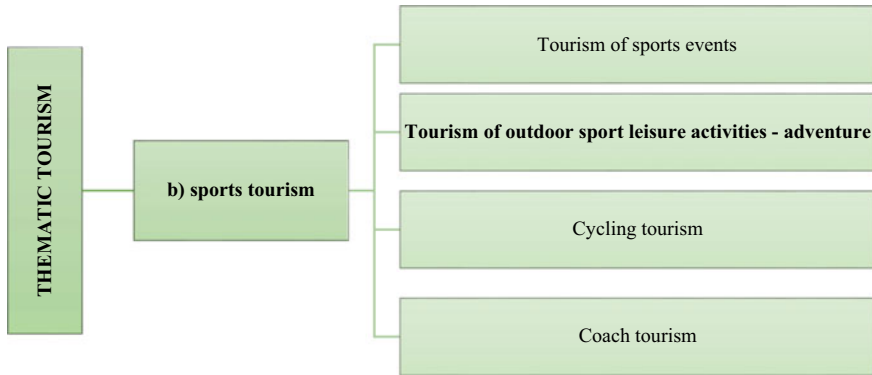 THEMATIC TOURISM
b) sports tourism
Tourism of sports events
Tourism of outdoor sport leisure activities - adventure
Cycling tourism
Coach tourism